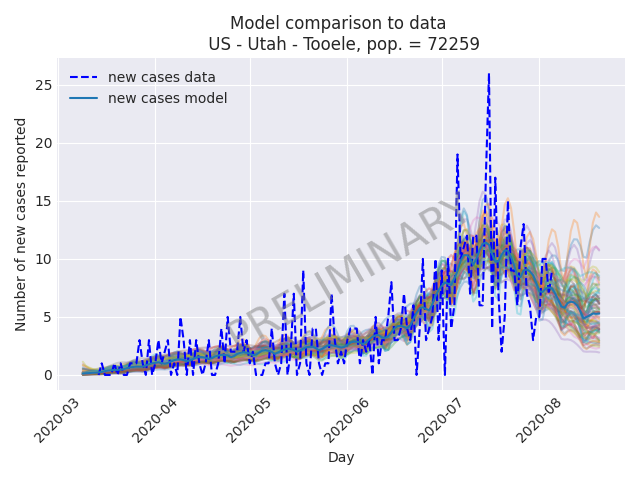 Model comparison to data
US - Utah - Tooele, pop. = 72259
new cases data
new cases model
PRELIMINARY
Number of new cases reported
25
20
15
10
5
0
2020-03
2020-04
2020-05
2020-06
2020-07
2020-08
Day